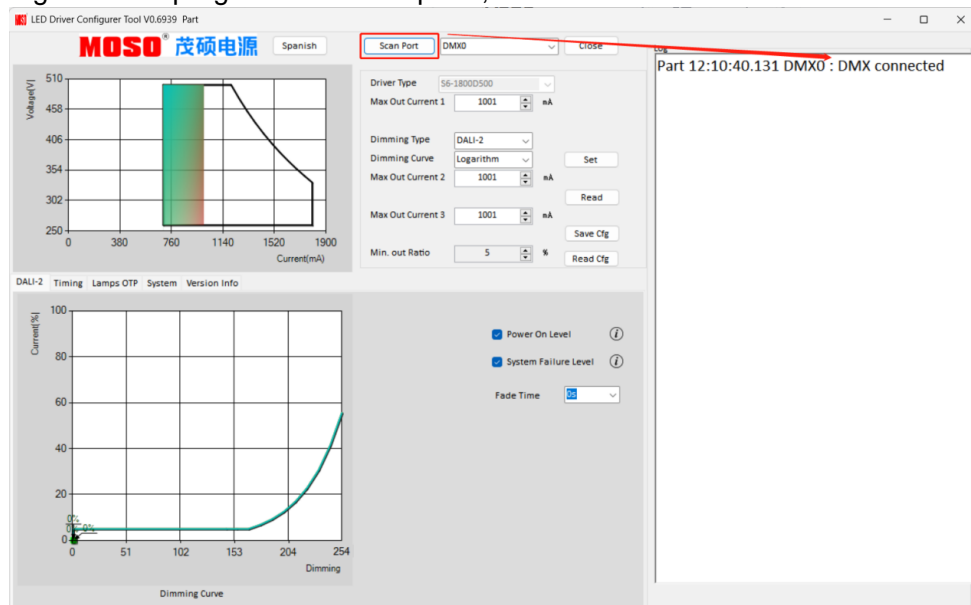 LED Driver Configurer Tool V0.6939 Part
MOSO® 茂硕电源
Spanish
Scan Port
DMX0
Close
Log
Part 12:10:40.131 DMX0 : DMX connected
Voltage(V)
510
458
406
354
302
250
0 380 760 1140 1520 1900
Current(mA)
Driver Type S6-1800D500
Max Out Current 1 1001 mA
Dimming Type DALI-2
Dimming Curve Logarithm Set
Max Out Current 2 1001 mA
Read
Max Out Current 3 1001 mA
Save Cfg
Min. out Ratio 5 % Read Cfg
DALI-2 Timing Lamps OTP System Version Info
Current(%)
100
80
60
40
20
0
0%
0%
0 51 102 153 204 254
Dimming
Dimming Curve
Power On Level i
System Failure Level i
Fade Time 0s